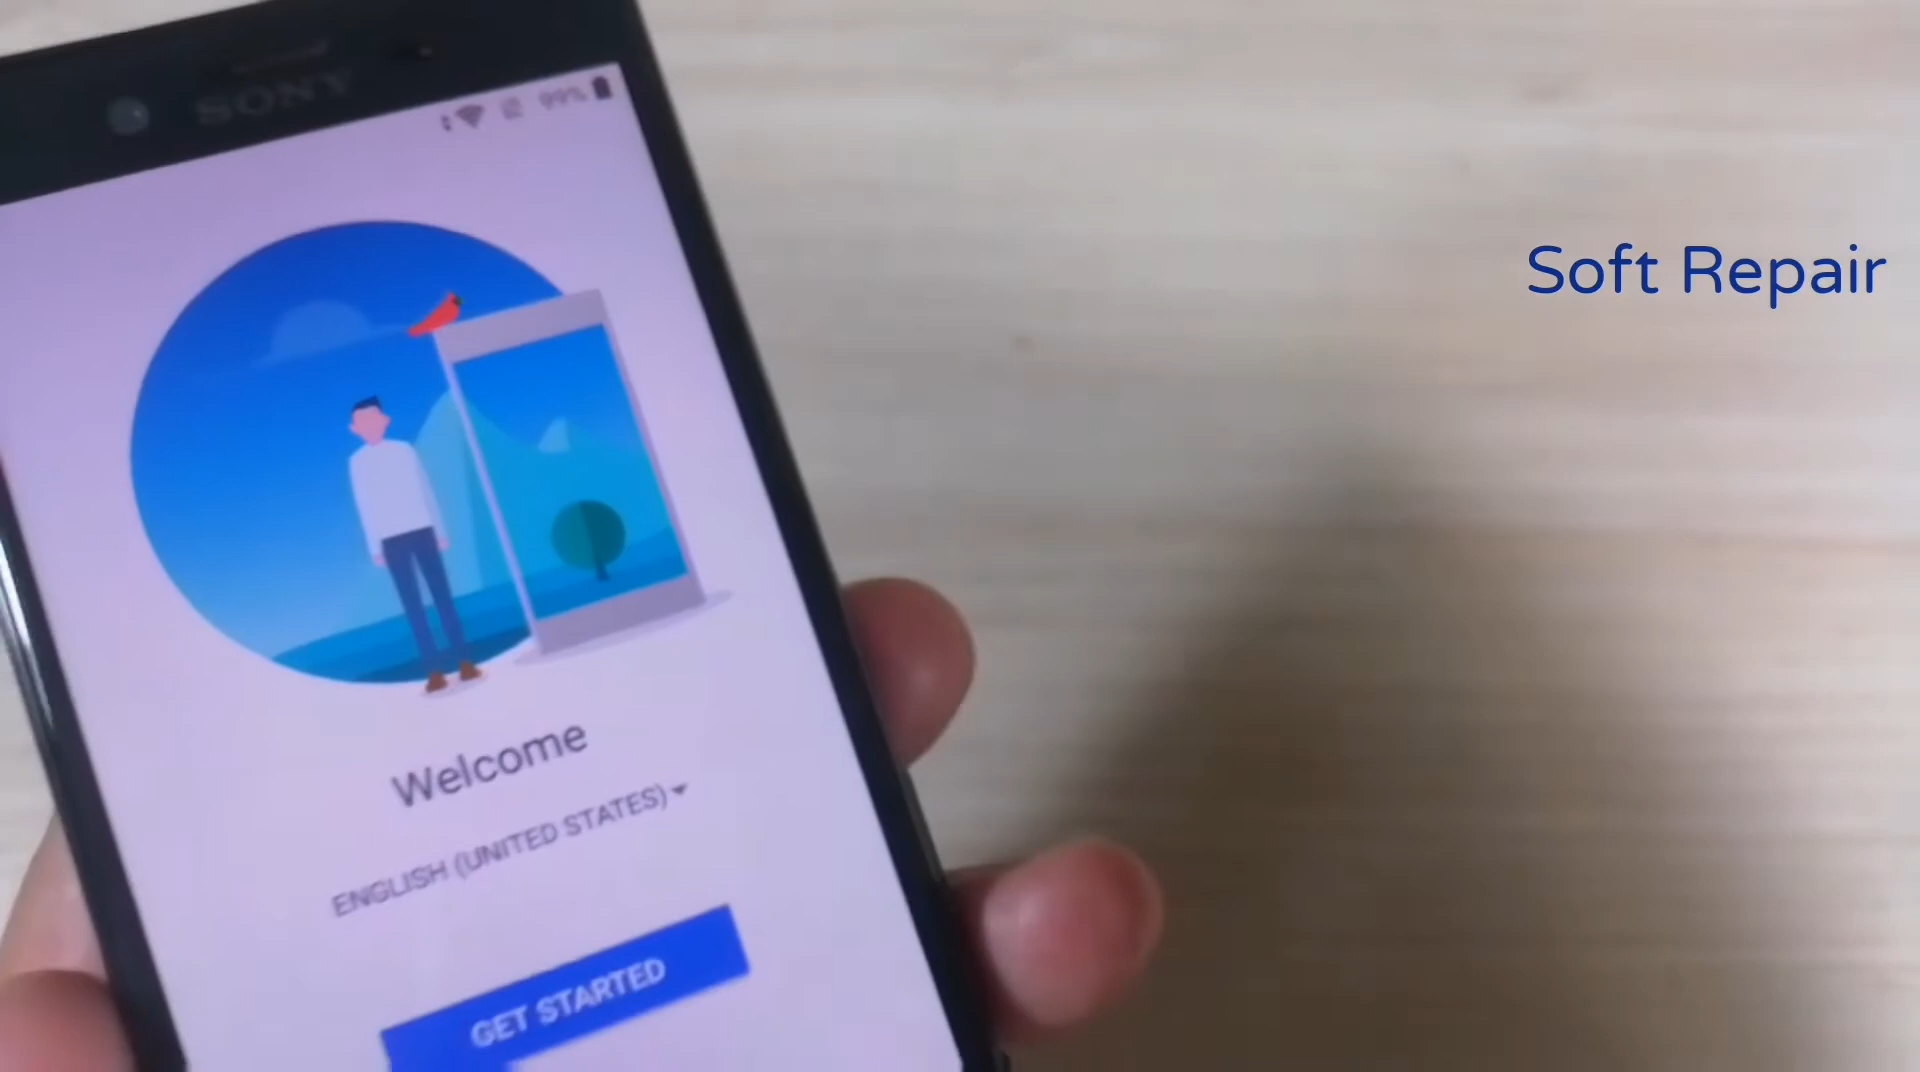 SONY
99%
Soft Repair
Welcome
ENGLISH (UNITED STATES)
GET STARTED